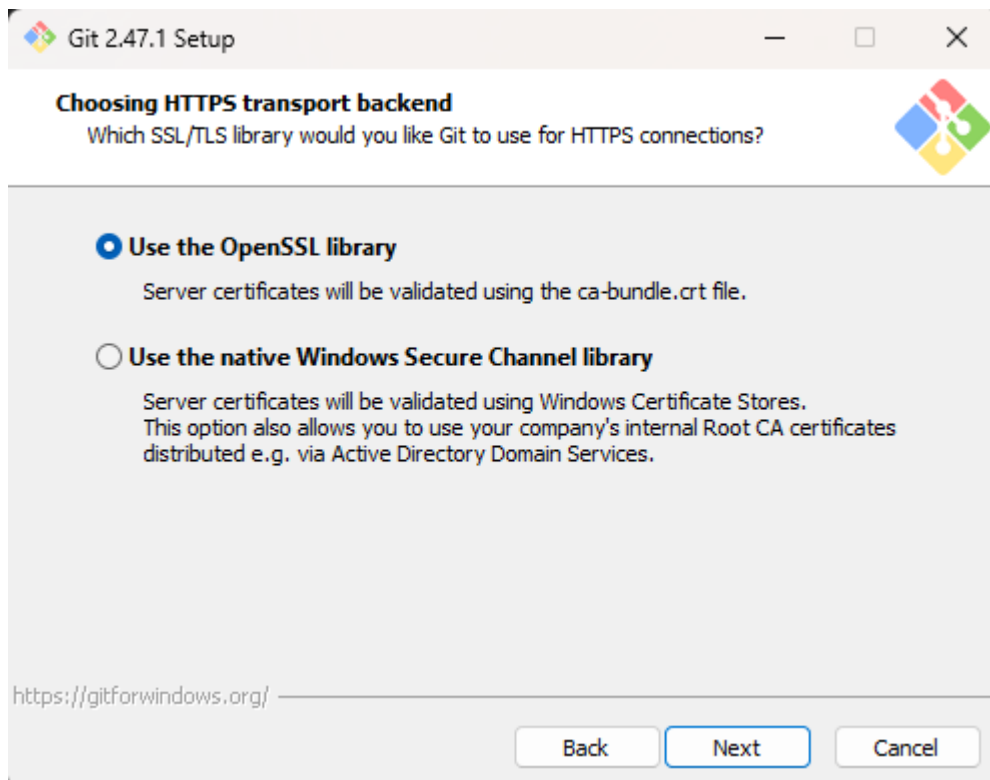 Git 2.47.1 Setup
Choosing HTTPS transport backend
Which SSL/TLS library would you like Git to use for HTTPS connections?
Use the OpenSSL library
Server certificates will be validated using the ca-bundle.crt file.
Use the native Windows Secure Channel library
Server certificates will be validated using Windows Certificate Stores.
This option also allows you to use your company's internal Root CA certificates
distributed e.g. via Active Directory Domain Services.
https://gitforwindows.org/
Back Next Cancel